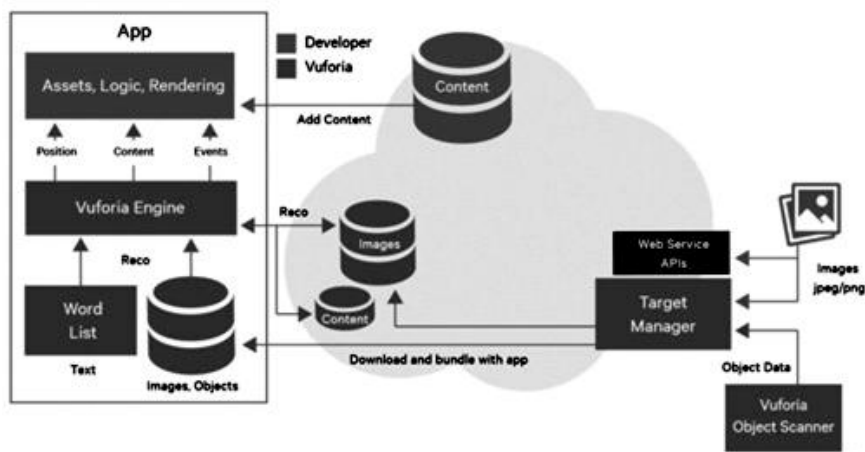 App
Developer
Vuforia
Assets, Logic, Rendering
Content
Add Content
Position
Content
Events
Vuforia Engine
Reco
Images
Web Service
APIs
Images
jpeg/png
Reco
Word
List
Content
Target
Manager
Text
Images, Objects
Download and bundle with app
Object Data
Vuforia
Object Scanner